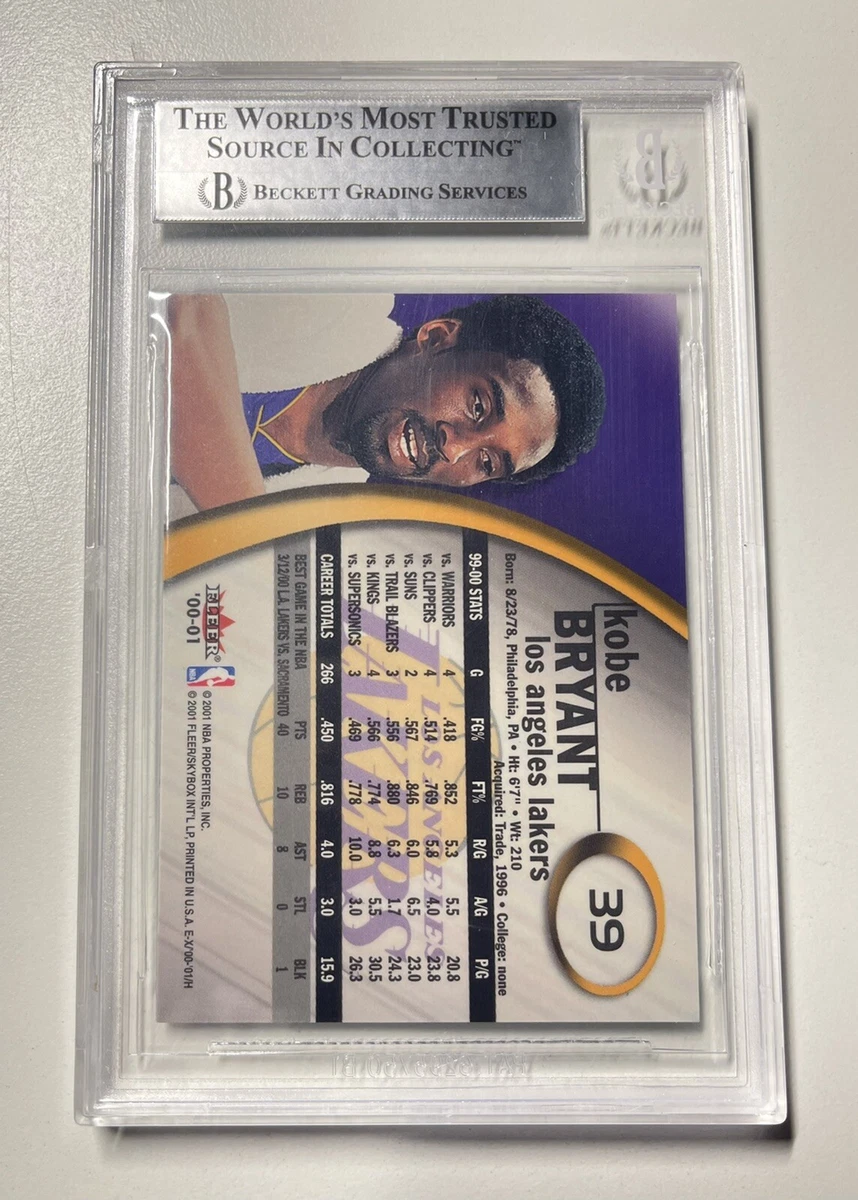 THE WORLD'S MOST TRUSTED
SOURCE IN COLLECTING™
B BECKETT GRADING SERVICES
kobe
BRYANT
los angeles lakers
39
Born: 8/23/78, Philadelphia, PA • Ht: 6'7" • Wt: 210
Acquired: Trade, 1996 • College: none
99-00 STATS G FG% FT% R/G A/G P/G
vs. WARRIORS 4 .418 .852 5.3 5.5 20.8
vs. CLIPPERS 4 .514 .769 5.8 4.0 23.8
vs. SUNS 2 .567 .846 6.0 6.5 23.0
vs. TRAIL BLAZERS 3 .556 .880 6.3 1.7 24.3
vs. KINGS 4 .566 .774 8.8 5.5 30.5
vs. SUPERSONICS 3 .469 .778 10.0 3.0 26.3
CAREER TOTALS 266 .450 .816 4.0 3.0 15.9
BEST GAME IN THE NBA PTS REB AST STL BLK
3/12/00 L.A. LAKERS VS. SACRAMENTO 40 10 8 0 1
LOS ANGELES
LAKERS
FLEER®
'00-01
NBA
© 2001 NBA PROPERTIES, INC.
© 2001 FLEER/SKYBOX INT'L LP, PRINTED IN U.S.A. E-X/'00-'01/H
B
BECKETT